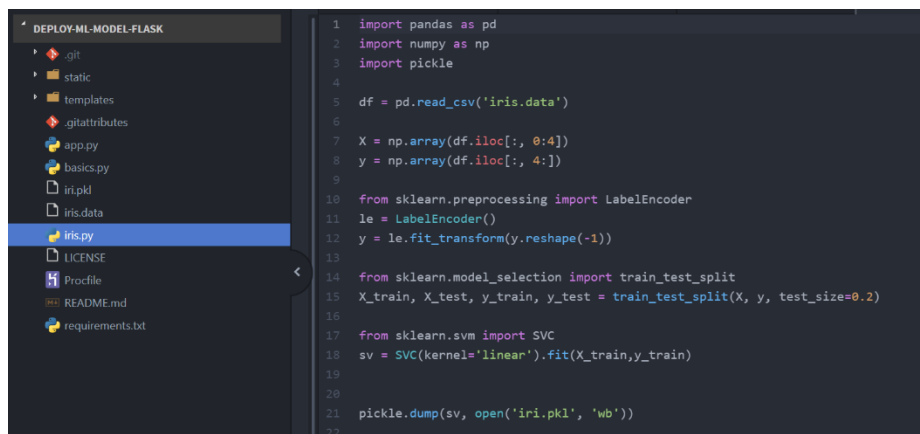 DEPLOY-ML-MODEL-FLASK
.git
static
templates
.gitattributes
app.py
basics.py
iri.pkl
iris.data
iris.py
LICENSE
Procfile
README.md
requirements.txt
1 import pandas as pd
2 import numpy as np
3 import pickle
4
5 df = pd.read_csv('iris.data')
6
7 X = np.array(df.iloc[:, 0:4])
8 y = np.array(df.iloc[:, 4:])
9
10 from sklearn.preprocessing import LabelEncoder
11 le = LabelEncoder()
12 y = le.fit_transform(y.reshape(-1))
13
14 from sklearn.model_selection import train_test_split
15 X_train, X_test, y_train, y_test = train_test_split(X, y, test_size=0.2)
16
17 from sklearn.svm import SVC
18 sv = SVC(kernel='linear').fit(X_train,y_train)
19
20
21 pickle.dump(sv, open('iri.pkl', 'wb'))
22